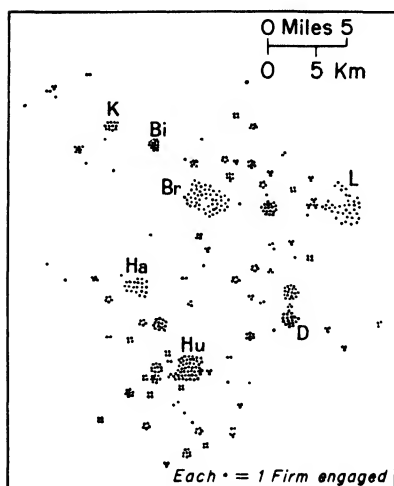 0 Miles 5
0 5 Km
K
Bi
Br
L
Ha
D
Hu
Each • = 1 Firm engaged